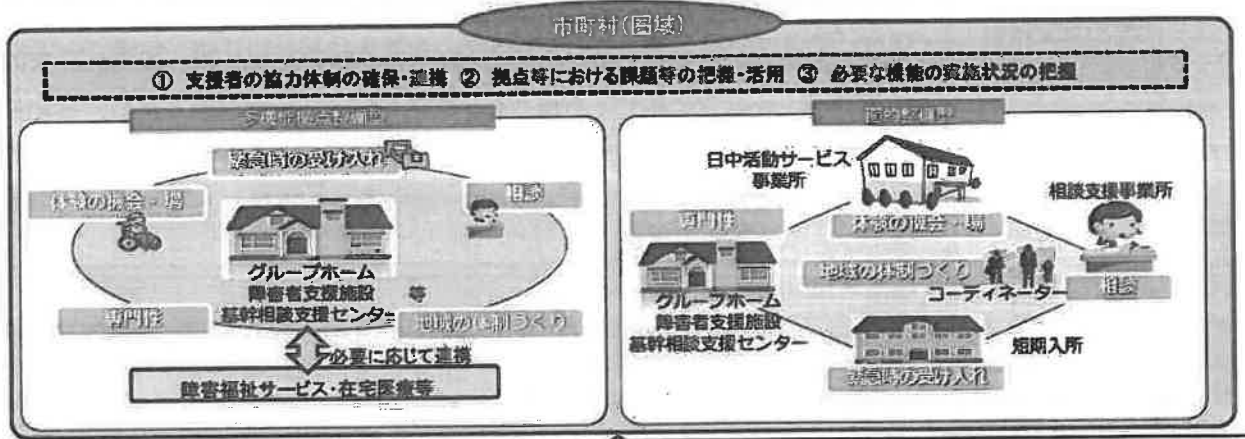 市町村(圏域)
① 支援者の協力体制の確保・連携 ② 拠点等における課題等の把握・活用 ③ 必要な機能の実施状況の把握
多機能拠点整備型
緊急時の受け入れ
体験の機会・場
相談
グループホーム
障害者支援施設 等
基幹相談支援センター
専門性
地域の体制づくり
必要に応じて連携
障害福祉サービス・在宅医療等
面的整備型
日中活動サービス
事業所
相談支援事業所
専門性
体験の機会・場
地域の体制づくり
コーディネーター
相談
グループホーム
障害者支援施設
基幹相談支援センター
短期入所
緊急時の受け入れ